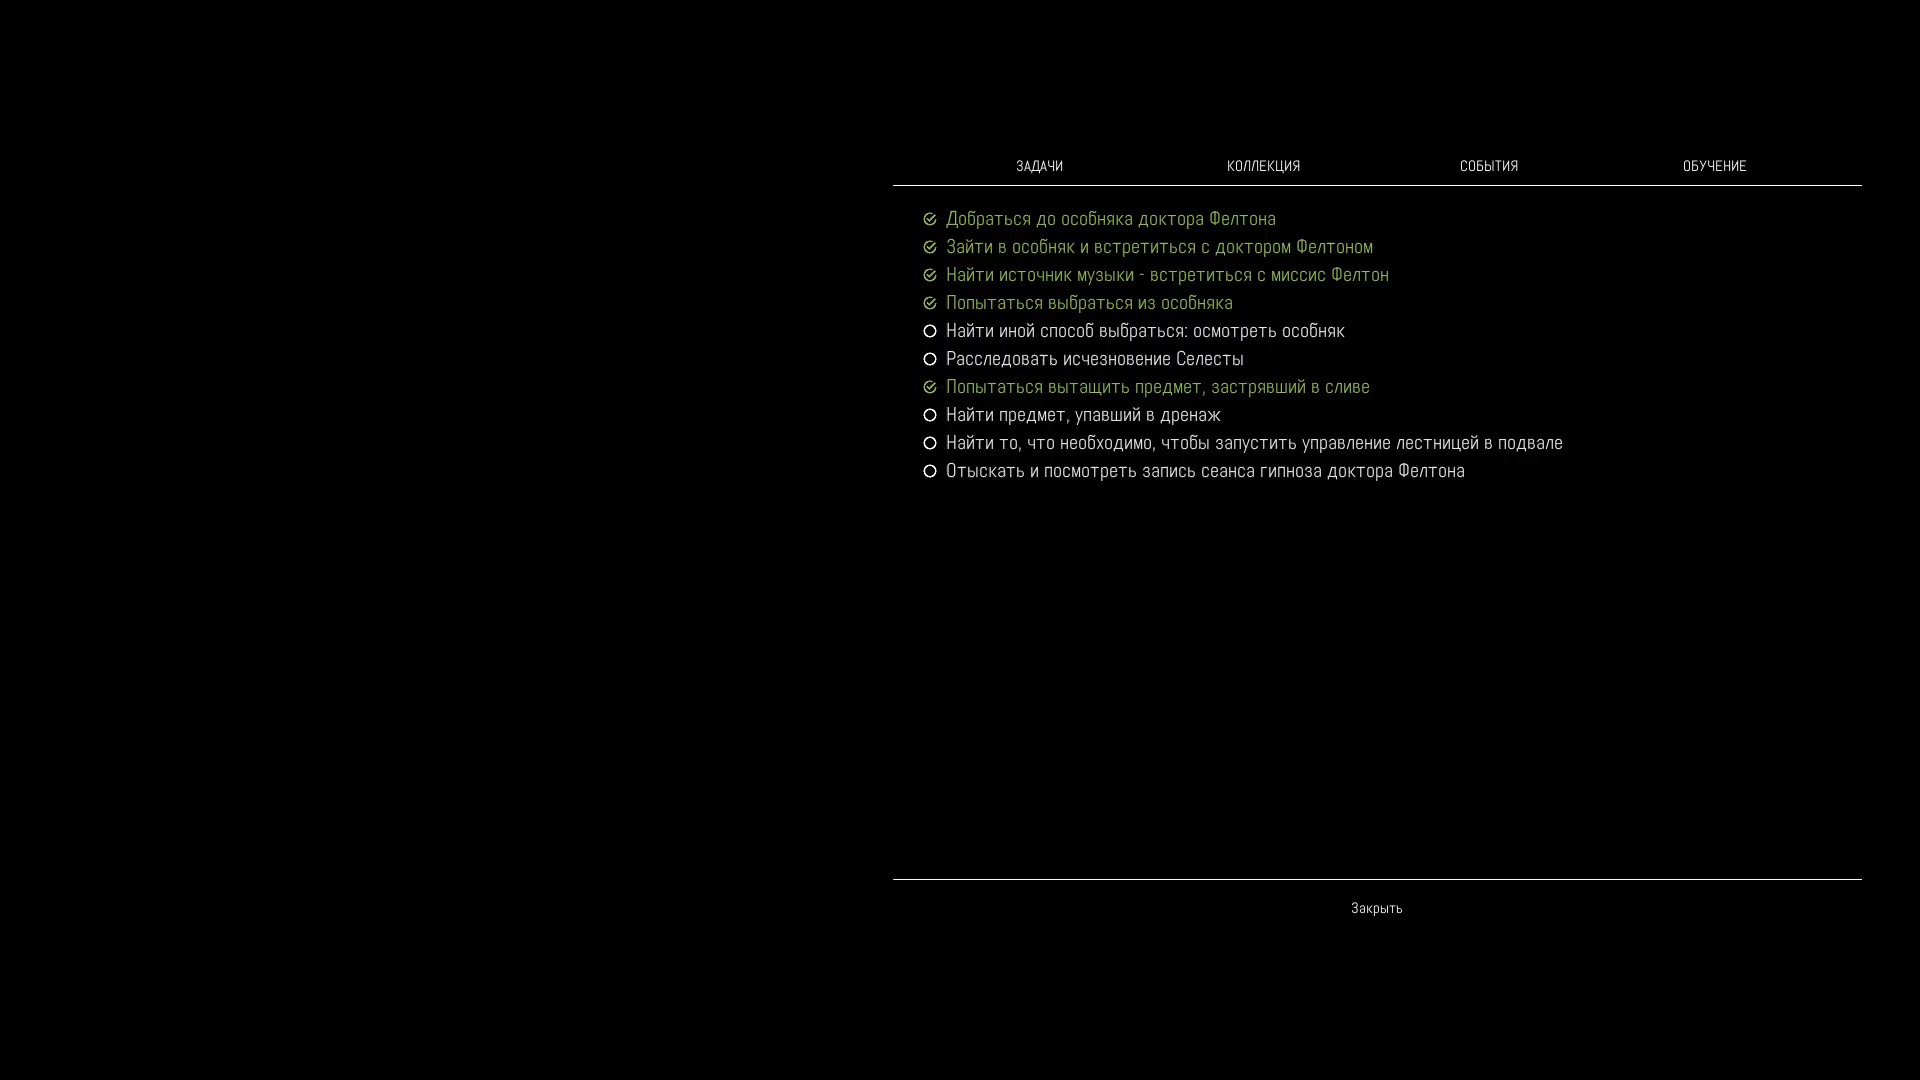 ЗАДАЧИ КОЛЛЕКЦИЯ СОБЫТИЯ ОБУЧЕНИЕ
Добраться до особняка доктора Фелтона
Зайти в особняк и встретиться с доктором Фелтоном
Найти источник музыки - встретиться с миссис Фелтон
Попытаться выбраться из особняка
Найти иной способ выбраться: осмотреть особняк
Расследовать исчезновение Селесты
Попытаться вытащить предмет, застрявший в сливе
Найти предмет, упавший в дренаж
Найти то, что необходимо, чтобы запустить управление лестницей в подвале
Отыскать и посмотреть запись сеанса гипноза доктора Фелтона
Закрыть